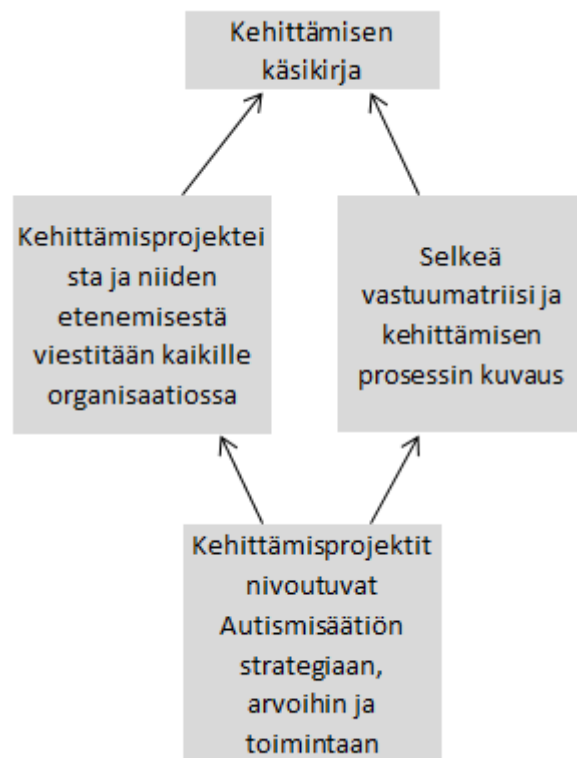 Kehittämisen
käsikirja
Kehittämisprojektei
sta ja niiden
etenemisestä
viestitään kaikille
organisaatiossa
Selkeä
vastuumatriisi ja
kehittämisen
prosessin kuvaus
Kehittämisprojektit
nivoutuvat
Autismisäätiön
strategiaan,
arvoihin ja
toimintaan